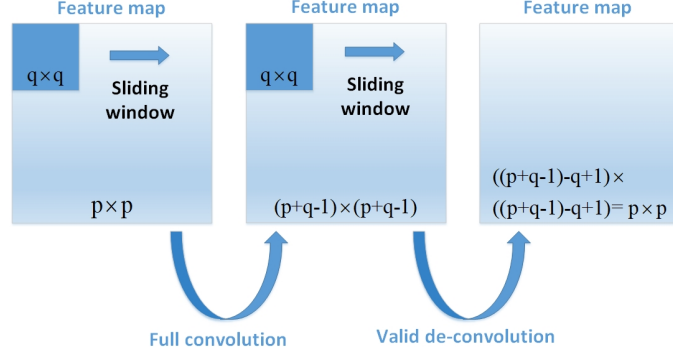 Feature map
Feature map
Feature map
q×q
Sliding
window
p×p
q×q
Sliding
window
(p+q-1)×(p+q-1)
((p+q-1)-q+1)×
((p+q-1)-q+1)= p×p
Full convolution
Valid de-convolution